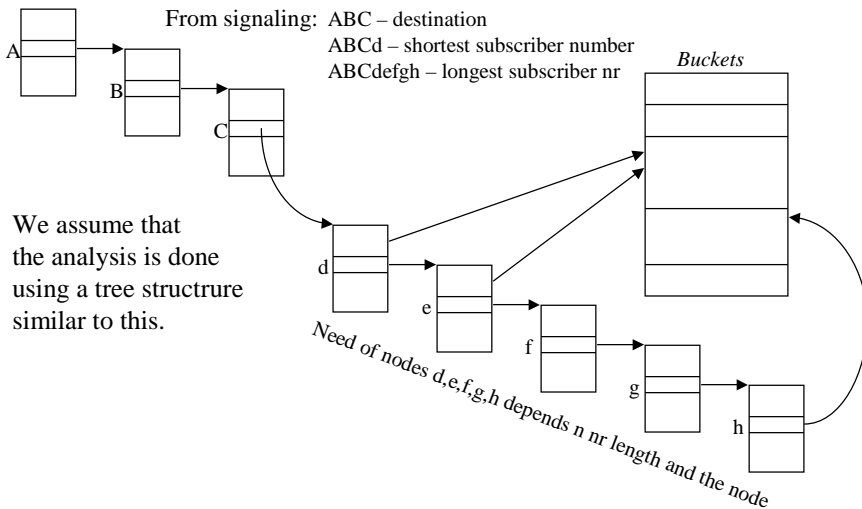 From signaling: ABC – destination
ABCd – shortest subscriber number
ABCdefgh – longest subscriber nr
Buckets
A
B
C
We assume that
the analysis is done
using a tree structrure
similar to this.
d
e
f
g
h
Need of nodes d,e,f,g,h depends n nr length and the node